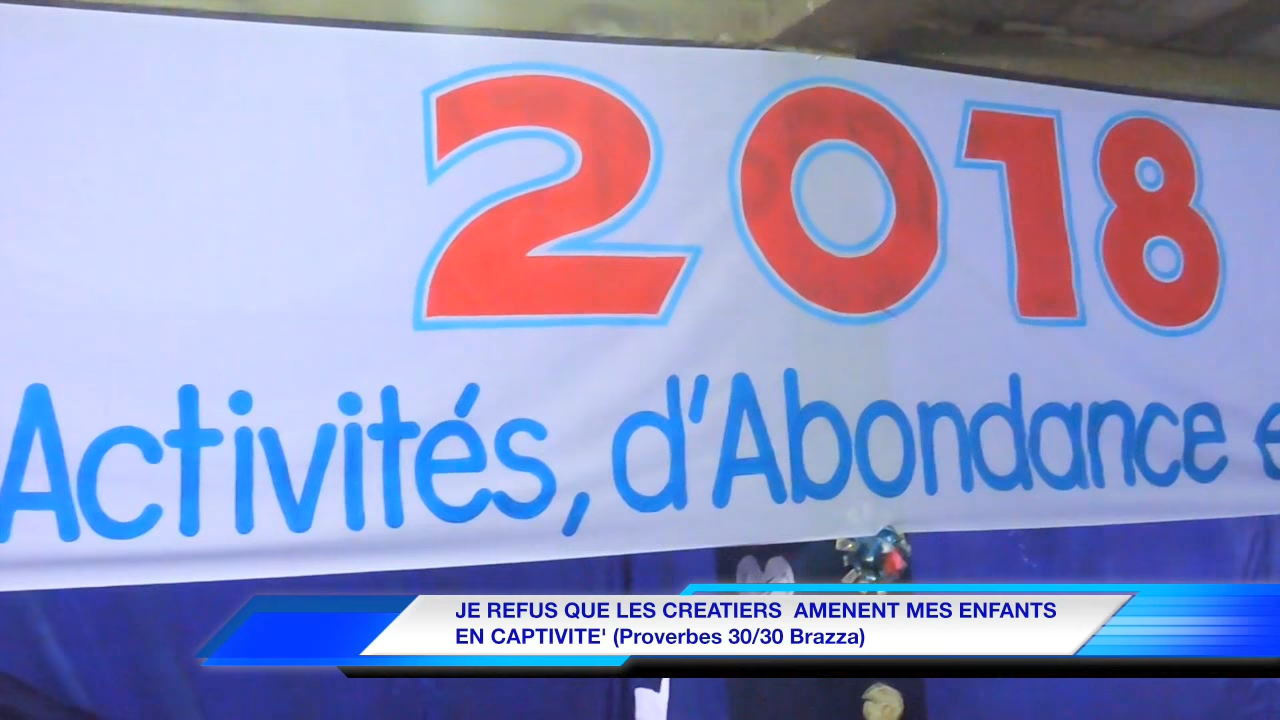 2018
Activités, d'Abondance e
JE REFUS QUE LES CREATIERS AMENENT MES ENFANTS
EN CAPTIVITE' (Proverbes 30/30 Brazza)